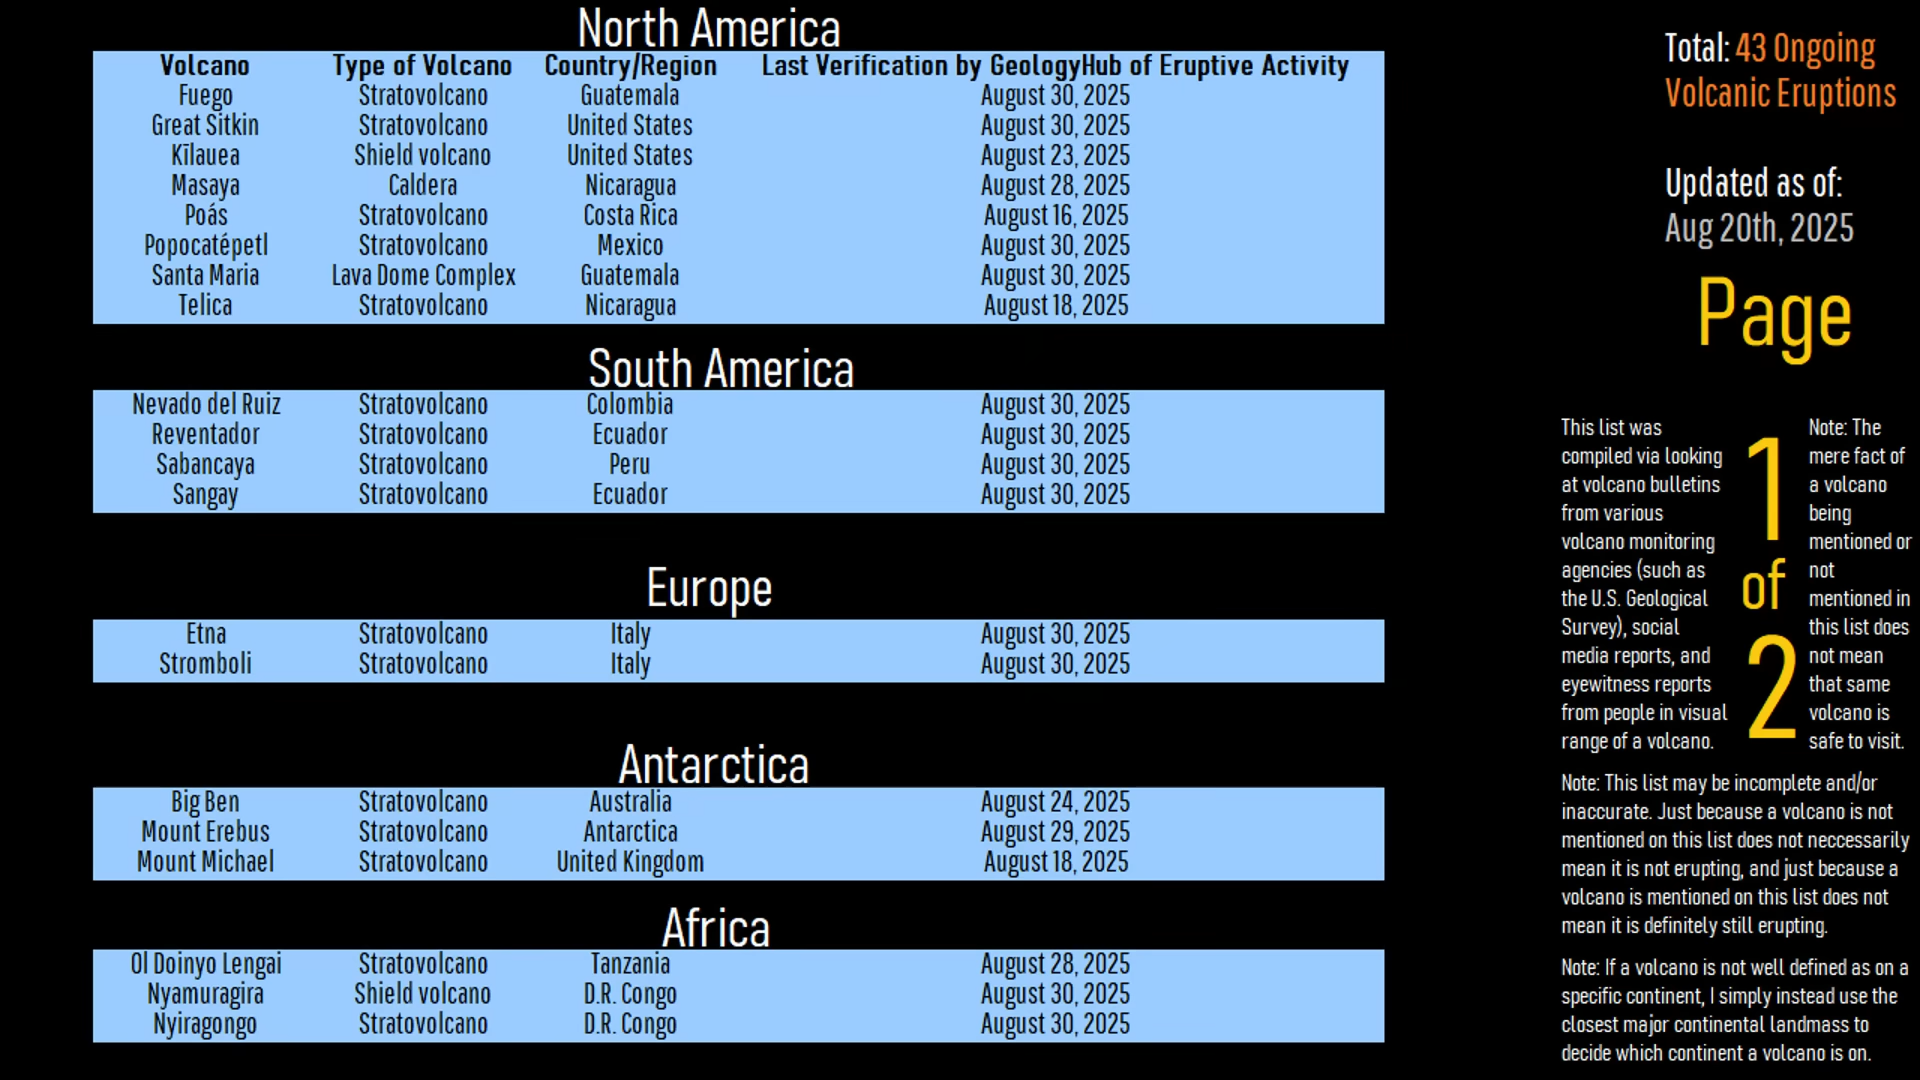 North America
Volcano Type of Volcano Country/Region Last Verification by GeologyHub of Eruptive Activity
Fuego Stratovolcano Guatemala August 30, 2025
Great Sitkin Stratovolcano United States August 30, 2025
Kīlauea Shield volcano United States August 23, 2025
Masaya Caldera Nicaragua August 28, 2025
Poás Stratovolcano Costa Rica August 16, 2025
Popocatépetl Stratovolcano Mexico August 30, 2025
Santa Maria Lava Dome Complex Guatemala August 30, 2025
Telica Stratovolcano Nicaragua August 18, 2025
South America
Nevado del Ruiz Stratovolcano Colombia August 30, 2025
Reventador Stratovolcano Ecuador August 30, 2025
Sabancaya Stratovolcano Peru August 30, 2025
Sangay Stratovolcano Ecuador August 30, 2025
Europe
Etna Stratovolcano Italy August 30, 2025
Stromboli Stratovolcano Italy August 30, 2025
Antarctica
Big Ben Stratovolcano Australia August 24, 2025
Mount Erebus Stratovolcano Antarctica August 29, 2025
Mount Michael Stratovolcano United Kingdom August 18, 2025
Africa
Ol Doinyo Lengai Stratovolcano Tanzania August 28, 2025
Nyamuragira Shield volcano D.R. Congo August 30, 2025
Nyiragongo Stratovolcano D.R. Congo August 30, 2025
Total: 43 Ongoing
Volcanic Eruptions
Updated as of:
Aug 20th, 2025
Page
1
of
2
This list was
compiled via looking
at volcano bulletins
from various
volcano monitoring
agencies (such as
the U.S. Geological
Survey), social
media reports, and
eyewitness reports
from people in visual
range of a volcano.
Note: The
mere fact of
a volcano
being
mentioned or
not
mentioned in
this list does
not mean
that same
volcano is
safe to visit.
Note: This list may be incomplete and/or
inaccurate. Just because a volcano is not
mentioned on this list does not neccessarily
mean it is not erupting, and just because a
volcano is mentioned on this list does not
mean it is definitely still erupting.
Note: If a volcano is not well defined as on a
specific continent, I simply instead use the
closest major continental landmass to
decide which continent a volcano is on.